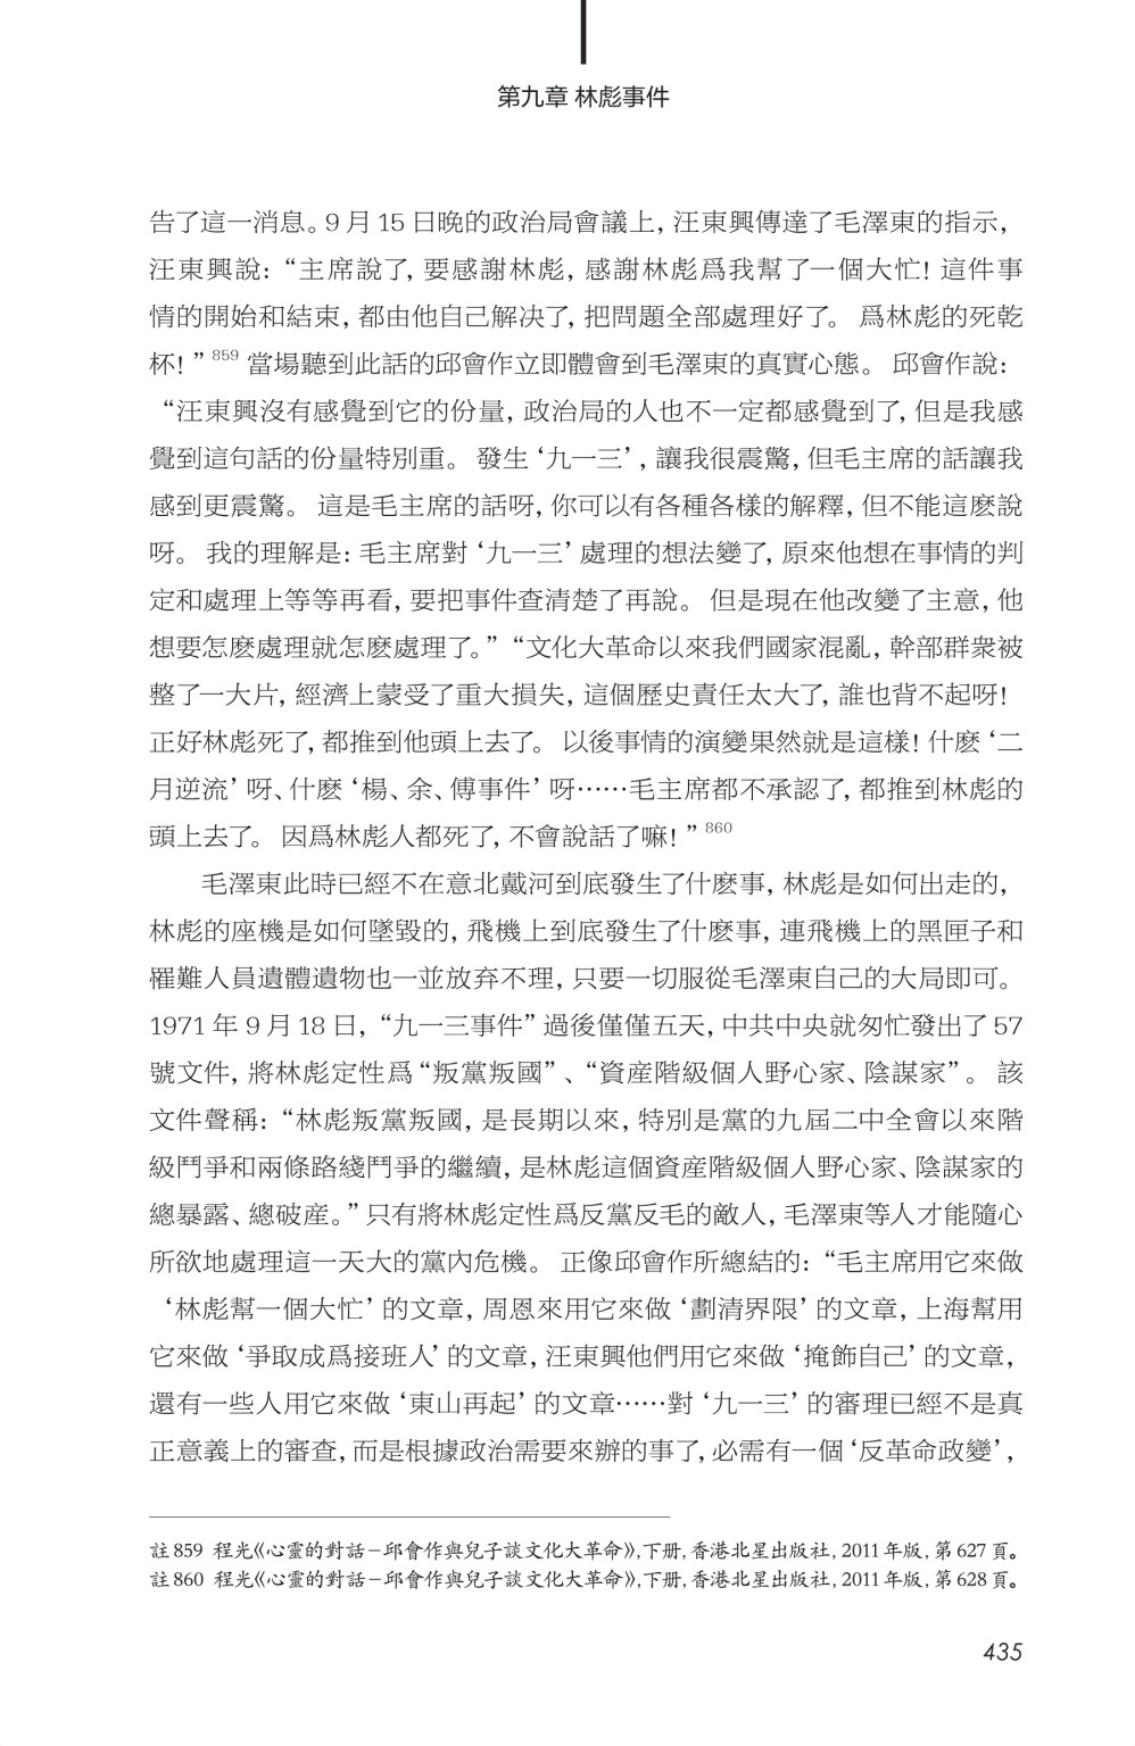 第九章 林彪事件
告了這一消息。9 月 15 日晚的政治局會議上，汪東興傳達了毛澤東的指示，
汪東興說：“主席說了，要感謝林彪，感謝林彪爲我幫了一個大忙！這件事
情的開始和結束，都由他自己解決了，把問題全部處理好了。 爲林彪的死乾
杯！” 859 當場聽到此話的邱會作立即體會到毛澤東的真實心態。 邱會作說：
“汪東興沒有感覺到它的份量，政治局的人也不一定都感覺到了，但是我感
覺到這句話的份量特別重。 發生‘九一三’，讓我很震驚，但毛主席的話讓我
感到更震驚。 這是毛主席的話呀，你可以有各種各樣的解釋，但不能這麽說
呀。 我的理解是：毛主席對‘九一三’處理的想法變了，原來他想在事情的判
定和處理上等等再看，要把事件查清楚了再說。 但是現在他改變了主意，他
想要怎麽處理就怎麽處理了。”“文化大革命以來我們國家混亂，幹部群衆被
整了一大片，經濟上蒙受了重大損失，這個歷史責任太大了，誰也背不起呀！
正好林彪死了，都推到他頭上去了。 以後事情的演變果然就是這樣！什麽‘二
月逆流’呀、什麽‘楊、余、傅事件’呀……毛主席都不承認了，都推到林彪的
頭上去了。 因爲林彪人都死了，不會說話了嘛！” 860
毛澤東此時已經不在意北戴河到底發生了什麽事，林彪是如何出走的，
林彪的座機是如何墜毀的，飛機上到底發生了什麽事，連飛機上的黑匣子和
罹難人員遺體遺物也一並放弃不理，只要一切服從毛澤東自己的大局即可。
1971 年 9 月 18 日，“九一三事件”過後僅僅五天，中共中央就匆忙發出了 57
號文件，將林彪定性爲“叛黨叛國”、“資産階級個人野心家、陰謀家”。 該
文件聲稱：“林彪叛黨叛國，是長期以來，特別是黨的九屆二中全會以來階
級鬥爭和兩條路綫鬥爭的繼續，是林彪這個資産階級個人野心家、陰謀家的
總暴露、總破産。”只有將林彪定性爲反黨反毛的敵人，毛澤東等人才能隨心
所欲地處理這一天大的黨內危機。 正像邱會作所總結的：“毛主席用它來做
‘林彪幫一個大忙’的文章，周恩來用它來做‘劃清界限’的文章，上海幫用
它來做‘爭取成爲接班人’的文章，汪東興他們用它來做‘掩飾自己’的文章，
還有一些人用它來做‘東山再起’的文章……對‘九一三’的審理已經不是真
正意義上的審查，而是根據政治需要來辦的事了，必需有一個‘反革命政變’，
註 859 程光《心靈的對話－邱會作與兒子談文化大革命》，下册，香港北星出版社，2011 年版，第 627 頁。
註 860 程光《心靈的對話－邱會作與兒子談文化大革命》，下册，香港北星出版社，2011 年版，第 628 頁。
435